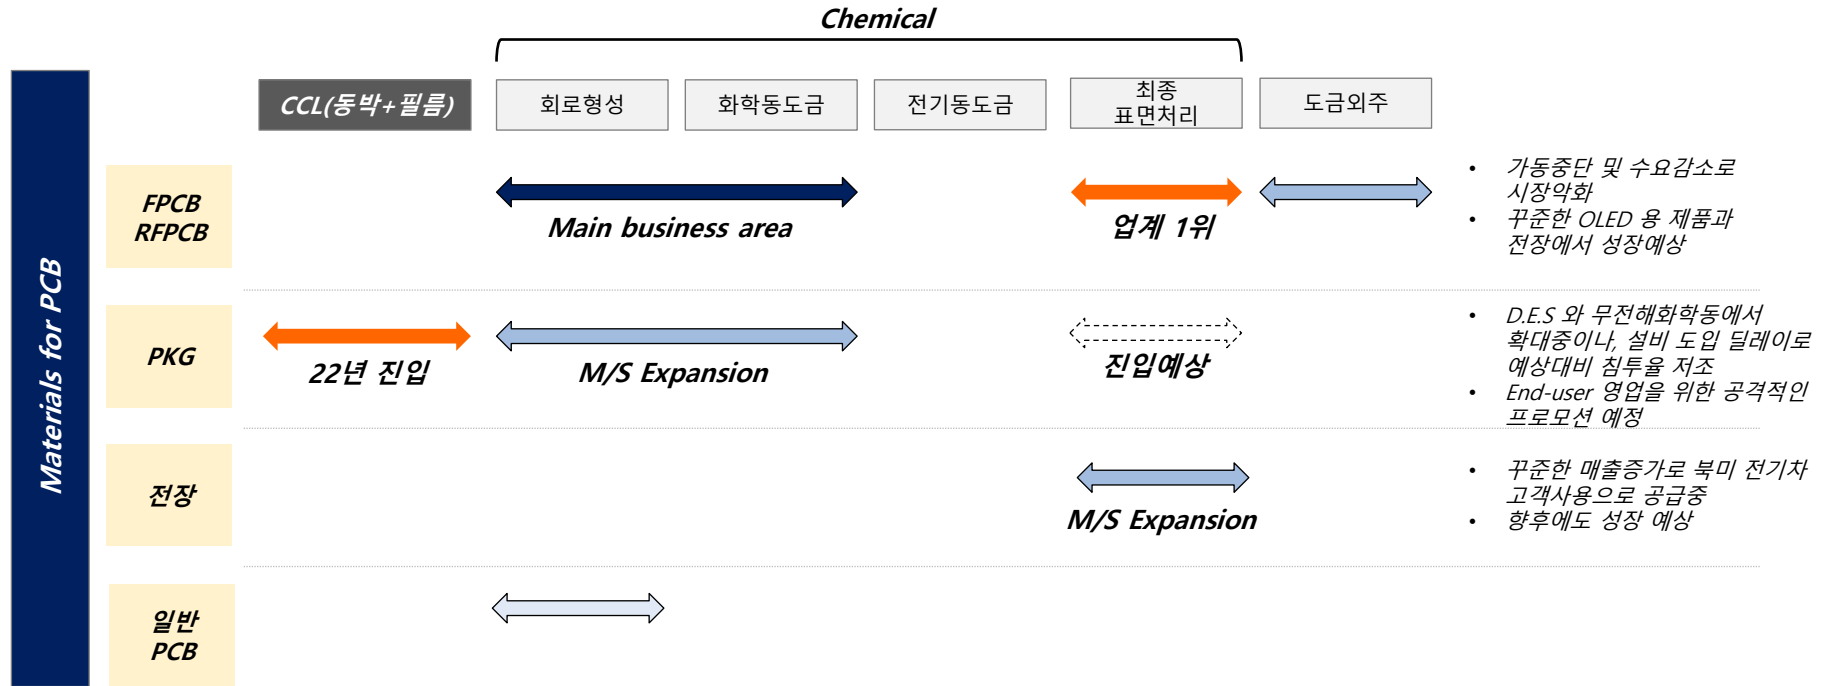 Chemical
Materials for PCB
CCL(동박+필름)
회로형성
화학동도금
전기동도금
최종
표면처리
도금외주
FPCB
RFPCB
Main business area
업계 1위
• 가동중단 및 수요감소로
시장악화
• 꾸준한 OLED 용 제품과
전장에서 성장예상
PKG
22년 진입
M/S Expansion
진입예상
• D.E.S 와 무전해화학동에서
확대중이나, 설비 도입 딜레이로
예상대비 침투율 저조
• End-user 영업을 위한 공격적인
프로모션 예정
전장
M/S Expansion
• 꾸준한 매출증가로 북미 전기차
고객사용으로 공급중
• 향후에도 성장 예상
일반
PCB